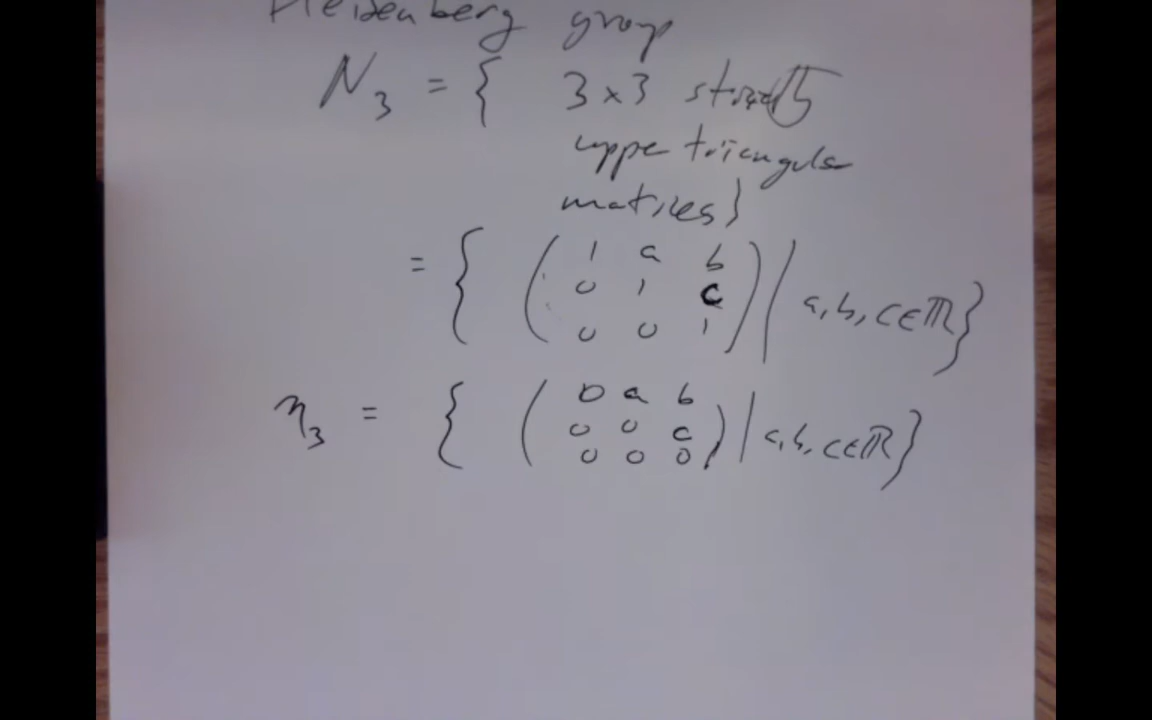 Heisenberg group
N₃ = { 3×3 strictly
upper triangular
matrices }
= { ( 1 a b
0 1 c
0 0 1 ) | a, b, c ∈ ℝ }
η₃ = { ( 0 a b
0 0 c
0 0 0 ) | a, b, c ∈ ℝ }